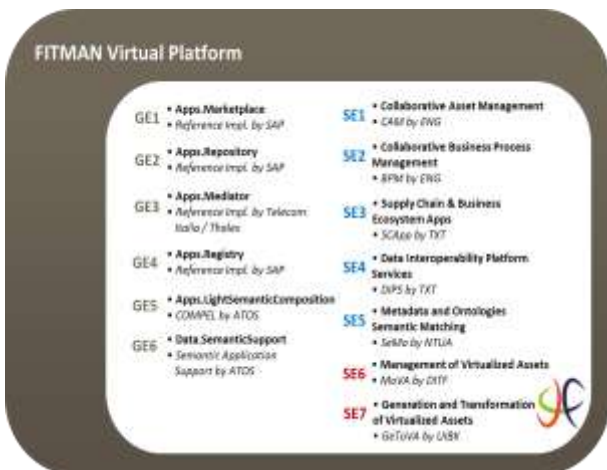 FITMAN Virtual Platform
GE1 • Apps.Marketplace
• Reference Impl. by SAP
GE2 • Apps.Repository
• Reference Impl. by SAP
GE3 • Apps.Mediator
• Reference Impl. by Telecom
Italia / Thales
GE4 • Apps.Registry
• Reference Impl. by SAP
GE5 • Apps.LightSemanticComposition
• COMPEL by ATOS
GE6 • Data.SemanticSupport
• Semantic Application
Support by ATOS
SE1 • Collaborative Asset Management
• CAM by ENG
SE2 • Collaborative Business Process
Management
• BPM by ENG
SE3 • Supply Chain & Business
Ecosystem Apps
• SCApp by TXT
SE4 • Data Interoperability Platform
Services
• DIPS by TXT
SE5 • Metadata and Ontologies
Semantic Matching
• SeMa by NTUA
SE6 • Management of Virtualized Assets
• MoVA by DITF
SE7 • Generation and Transformation
of Virtualized Assets
• GeToVA by UIBK